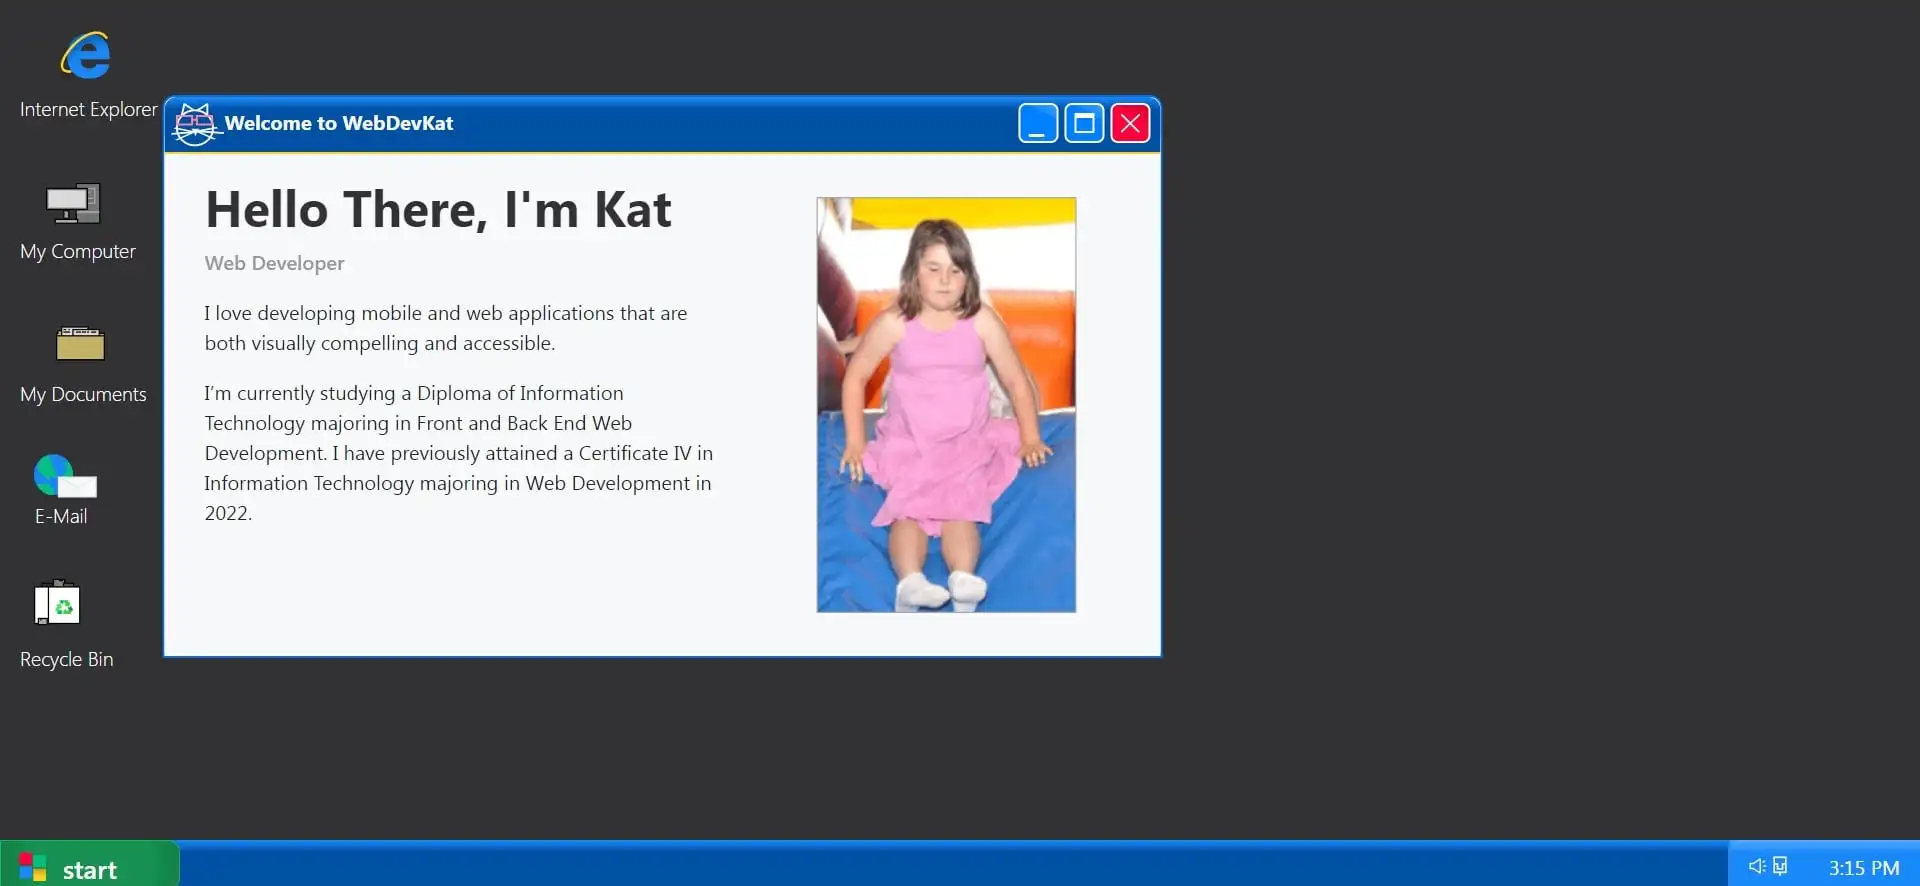 Internet Explorer
My Computer
My Documents
E-Mail
Recycle Bin
Welcome to WebDevKat
Hello There, I'm Kat
Web Developer
I love developing mobile and web applications that are
both visually compelling and accessible.
I’m currently studying a Diploma of Information
Technology majoring in Front and Back End Web
Development. I have previously attained a Certificate IV in
Information Technology majoring in Web Development in
2022.
start
3:15 PM